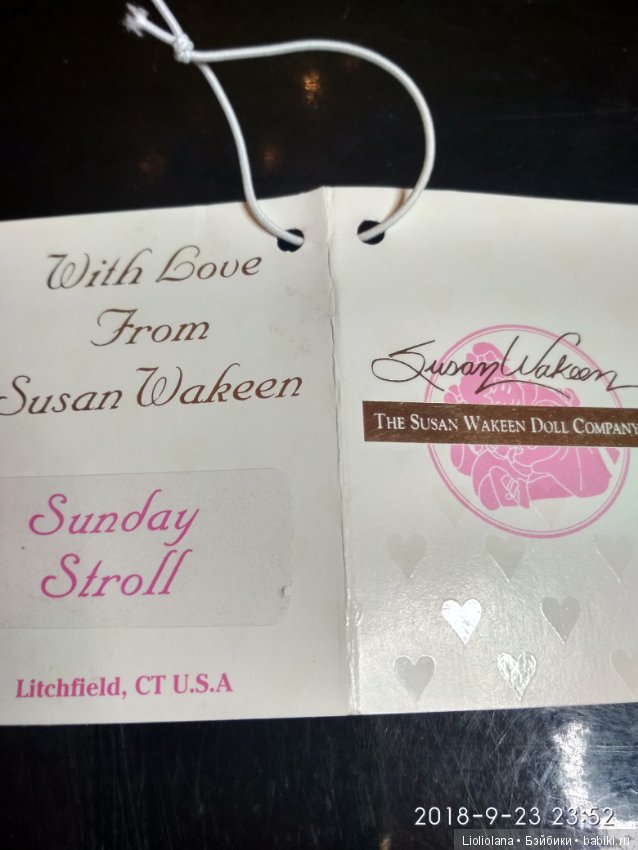 With Love
From
Susan Wakeen
Sunday
Stroll
Litchfield, CT U.S.A
Susan Wakeen
THE SUSAN WAKEEN DOLL COMPANY
2018-9-23 23:52
Lioliolana • Бэйбики • babiki.ru